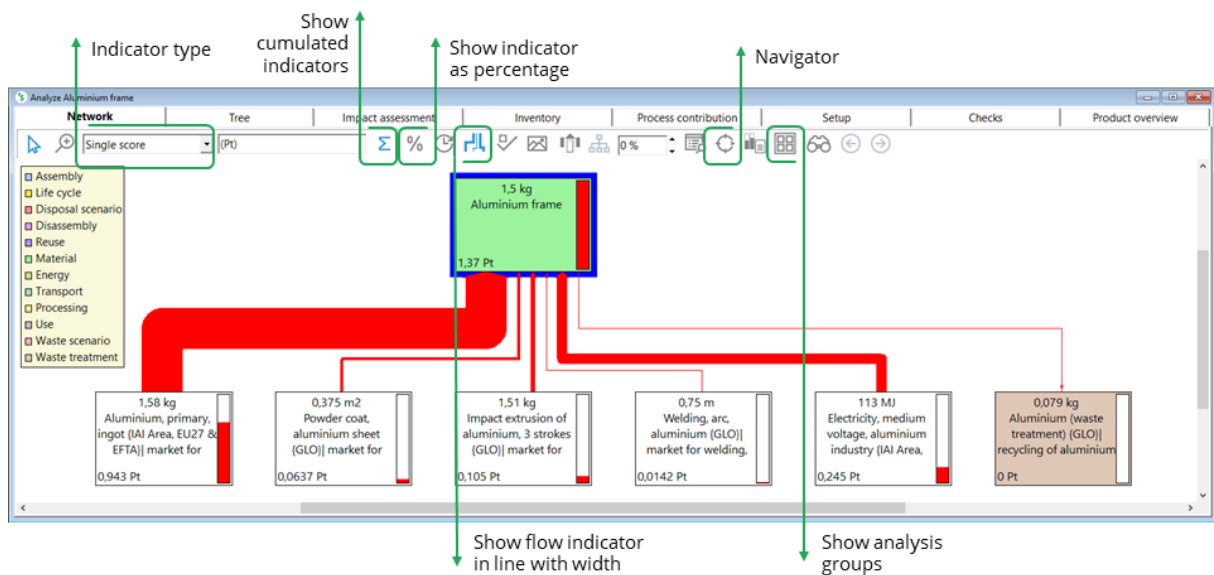 Show
cumulated
indicators
Indicator type
Show indicator
as percentage
Navigator
Analyze Aluminium frame
Network
Tree
Impact assessment
Inventory
Process contribution
Setup
Checks
Product overview
Single score
(Pt)
Σ
%
0 %
Assembly
Life cycle
Disposal scenario
Disassembly
Reuse
Material
Energy
Transport
Processing
Use
Waste scenario
Waste treatment
1,5 kg
Aluminium frame
1,37 Pt
1,58 kg
Aluminium, primary,
ingot {IAI Area, EU27 &
EFTA}| market for
0,943 Pt
0,375 m2
Powder coat,
aluminium sheet
{GLO}| market for
0,0637 Pt
1,51 kg
Impact extrusion of
aluminium, 3 strokes
{GLO}| market for
0,105 Pt
0,75 m
Welding, arc,
aluminium {GLO}|
market for welding,
0,0142 Pt
113 MJ
Electricity, medium
voltage, aluminium
industry {IAI Area,
0,245 Pt
0,079 kg
Aluminium (waste
treatment) {GLO}|
recycling of aluminium
0 Pt
Show flow indicator
in line with width
Show analysis
groups